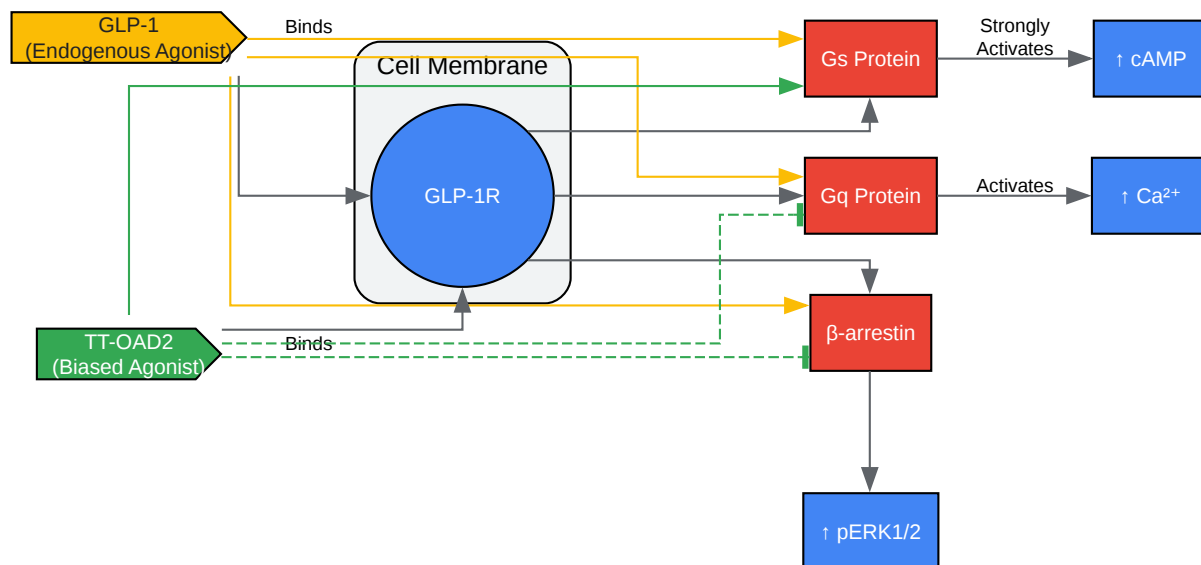 GLP-1
(Endogenous Agonist)
Binds
Cell Membrane
GLP-1R
Gs Protein
Strongly
Activates
↑ cAMP
Gq Protein
Activates
↑ Ca²⁺
TT-OAD2
(Biased Agonist)
Binds
β-arrestin
↑ pERK1/2